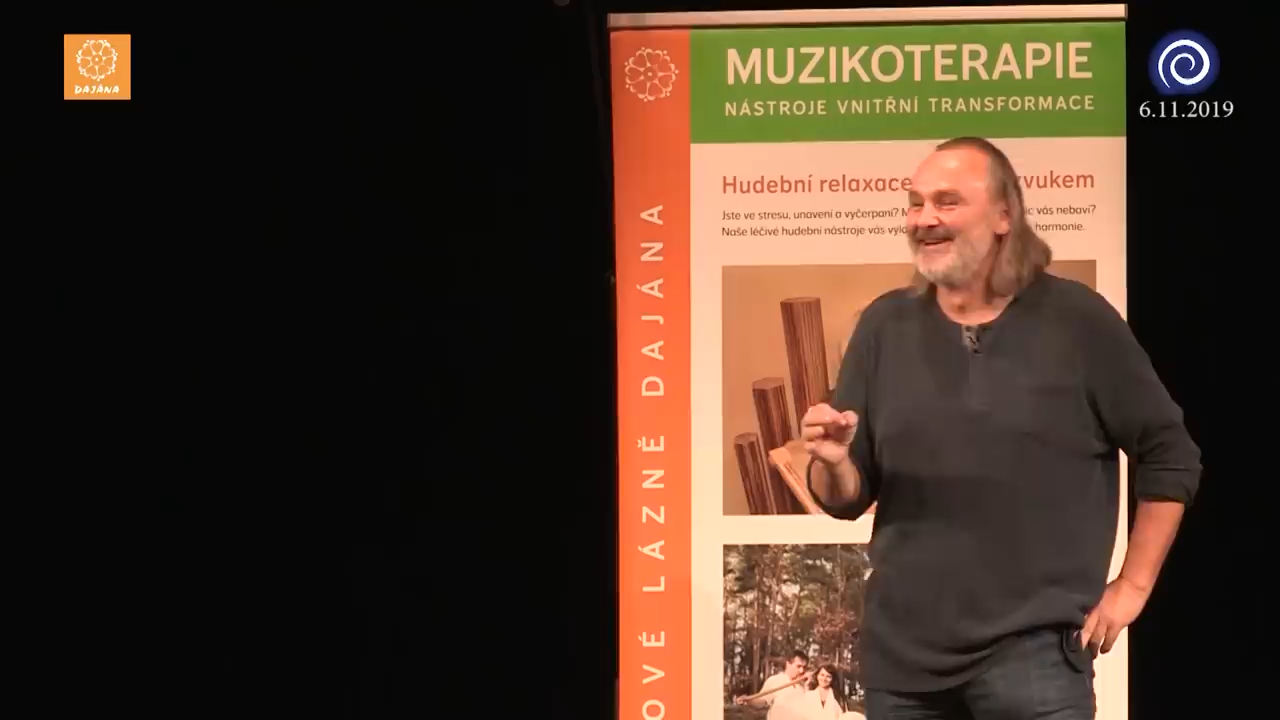 DAJÁNA
MUZIKOTERAPIE
NÁSTROJE VNITŘNÍ TRANSFORMACE
6.11.2019
Hudební relaxace vukem
Jste ve stresu, unavení a vyčerpaní? vás nebaví?
Naše léčivé hudební nástroje vás harmonie.
OVÉ LÁZNĚ DAJÁNA